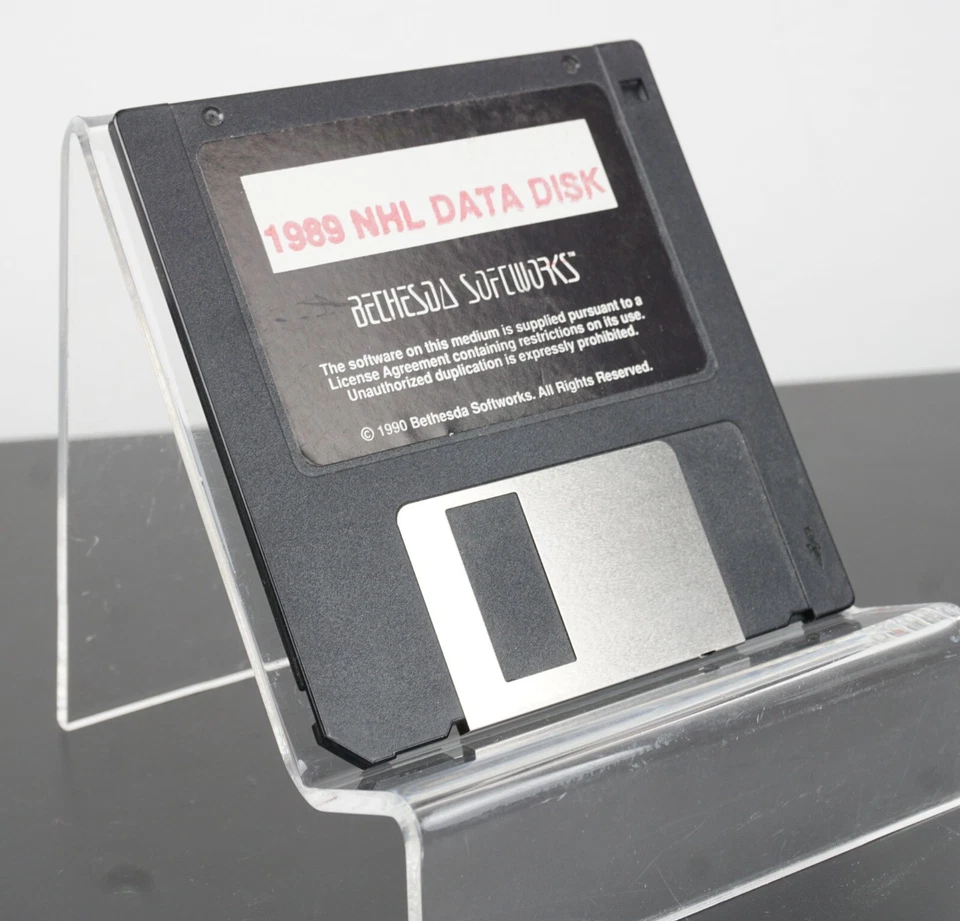 1989 NHL DATA DISK
BETHESDA SOFTWORKS™
The software on this medium is supplied pursuant to a
License Agreement containing restrictions on its use.
Unauthorized duplication is expressly prohibited.
© 1990 Bethesda Softworks. All Rights Reserved.